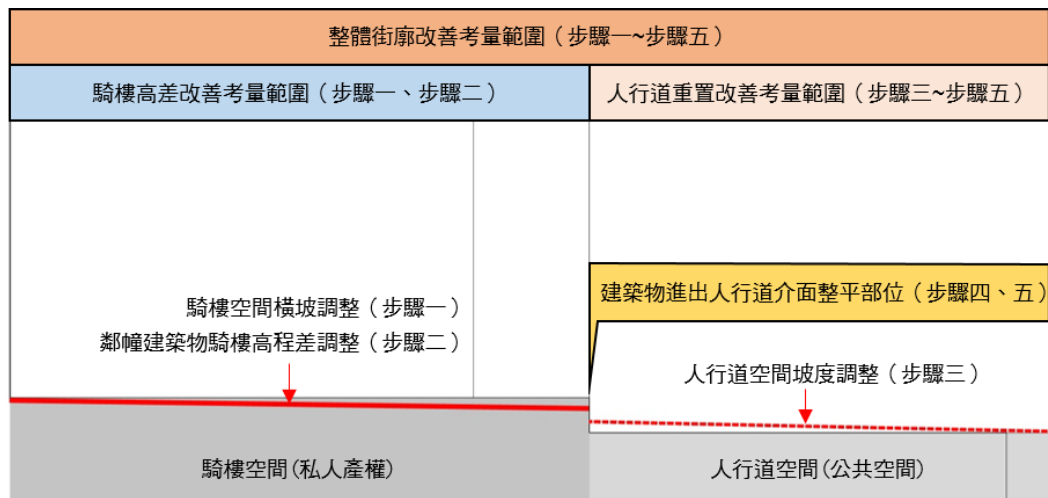 整體街廓改善考量範圍（步驟一~步驟五）
騎樓高差改善考量範圍（步驟一、步驟二）
人行道重置改善考量範圍（步驟三~步驟五）
建築物進出人行道介面整平部位（步驟四、五）
騎樓空間橫坡調整（步驟一）
鄰幢建築物騎樓高程差調整（步驟二）
人行道空間坡度調整（步驟三）
騎樓空間(私人產權)
人行道空間(公共空間)